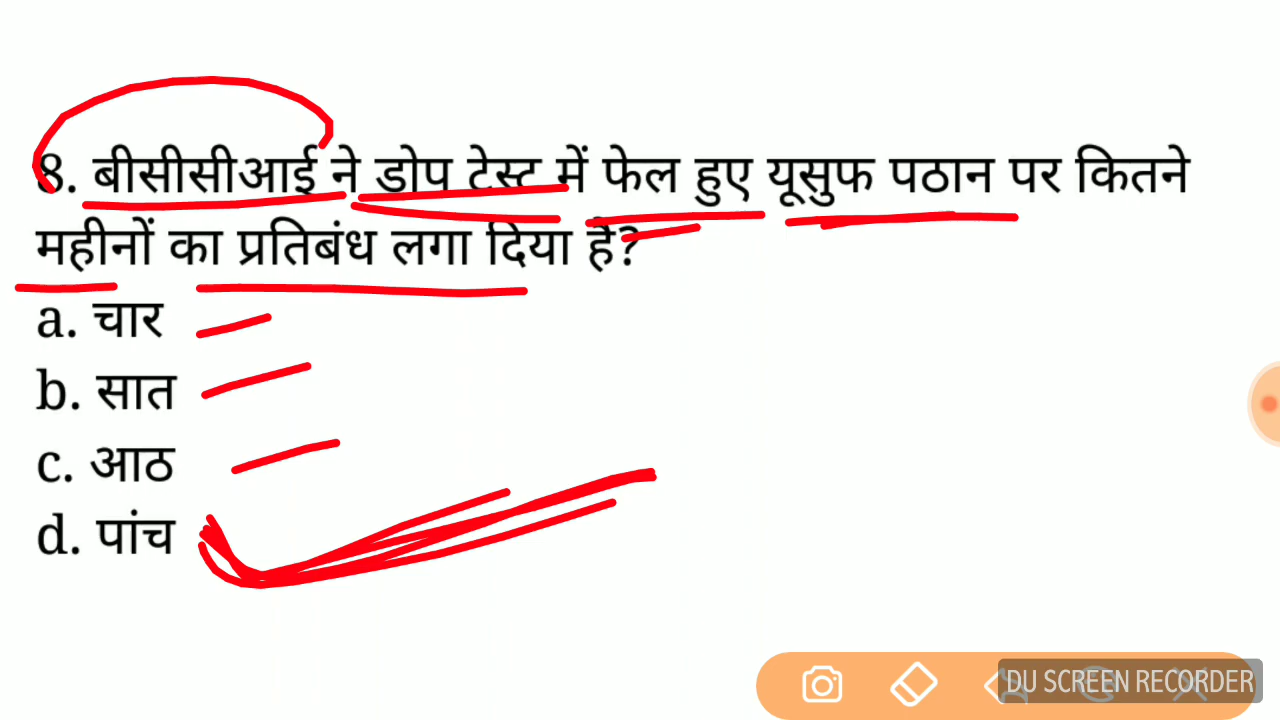 8. बीसीसीआई ने डोप टेस्ट में फेल हुए यूसुफ पठान पर कितने
महीनों का प्रतिबंध लगा दिया है?
a. चार
b. सात
c. आठ
d. पांच
DU SCREEN RECORDER